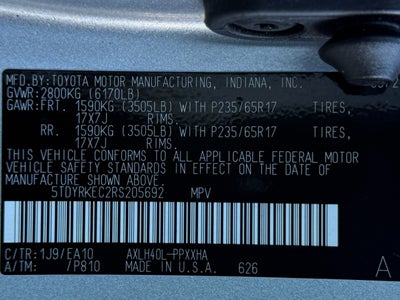 MFD.BY:TOYOTA MOTOR MANUFACTURING, INDIANA, INC.
GVWR: 2800KG (6170LB)
GAWR:FRT. 1590KG (3505LB) WITH P235/65R17 TIRES,
17X7J RIMS.
RR. 1590KG (3505LB) WITH P235/65R17 TIRES,
17X7J RIMS.
THIS VEHICLE CONFORMS TO ALL APPLICABLE FEDERAL MOTOR
VEHICLE SAFETY STANDARDS IN EFFECT ON THE DATE OF
MANUFACTURE SHOWN ABOVE.
5TDYRKEC2RS205692 MPV
C/TR:1J9/EA10 AXLH40L-PPXXHA
A/TM: /P810 MADE IN U.S.A. 626
A